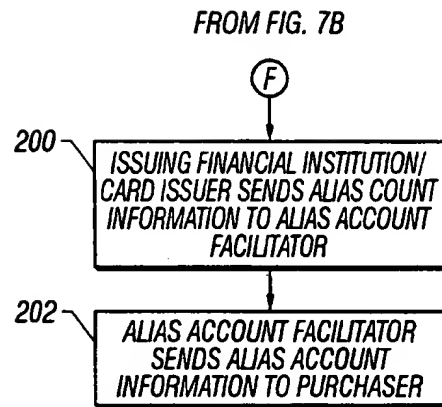 FROM FIG. 7B
F
200
ISSUING FINANCIAL INSTITUTION/
CARD ISSUER SENDS ALIAS COUNT
INFORMATION TO ALIAS ACCOUNT
FACILITATOR
202
ALIAS ACCOUNT FACILITATOR
SENDS ALIAS ACCOUNT
INFORMATION TO PURCHASER